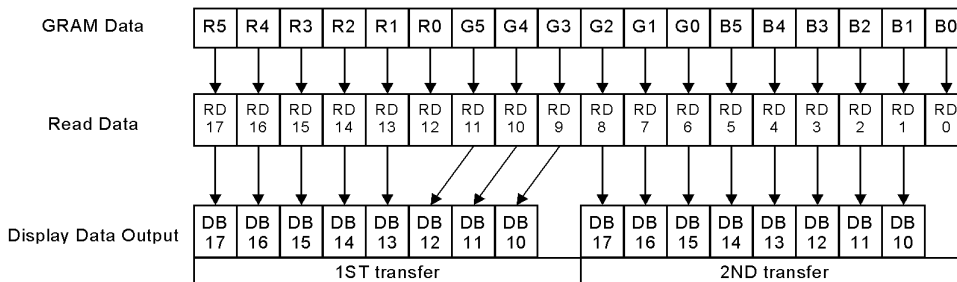 GRAM Data R5 R4 R3 R2 R1 R0 G5 G4 G3 G2 G1 G0 B5 B4 B3 B2 B1 B0
Read Data RD 17 RD 16 RD 15 RD 14 RD 13 RD 12 RD 11 RD 10 RD 9 RD 8 RD 7 RD 6 RD 5 RD 4 RD 3 RD 2 RD 1 RD 0
Display Data Output DB 17 DB 16 DB 15 DB 14 DB 13 DB 12 DB 11 DB 10 DB 17 DB 16 DB 15 DB 14 DB 13 DB 12 DB 11 DB 10
1ST transfer 2ND transfer